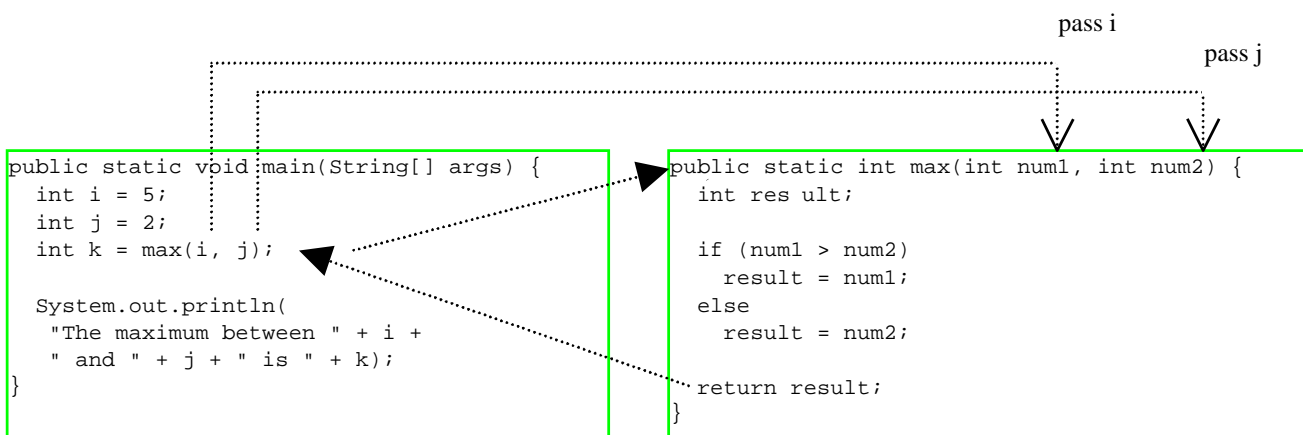 pass i
pass j
public static void main(String[] args) {
int i = 5;
int j = 2;
int k = max(i, j);
System.out.println(
"The maximum between " + i +
" and " + j + " is " + k);
}
public static int max(int num1, int num2) {
int res ult;
if (num1 > num2)
result = num1;
else
result = num2;
return result;
}